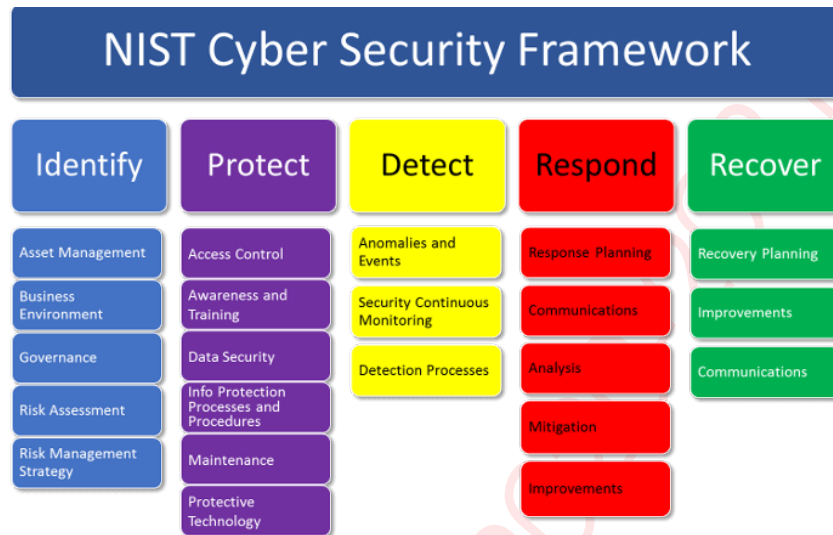 NIST Cyber Security Framework
Identify
Protect
Detect
Respond
Recover
Asset Management
Business
Environment
Governance
Risk Assessment
Risk Management
Strategy
Access Control
Awareness and
Training
Data Security
Info Protection
Processes and
Procedures
Maintenance
Protective
Technology
Anomalies and
Events
Security Continuous
Monitoring
Detection Processes
Response Planning
Communications
Analysis
Mitigation
Improvements
Recovery Planning
Improvements
Communications